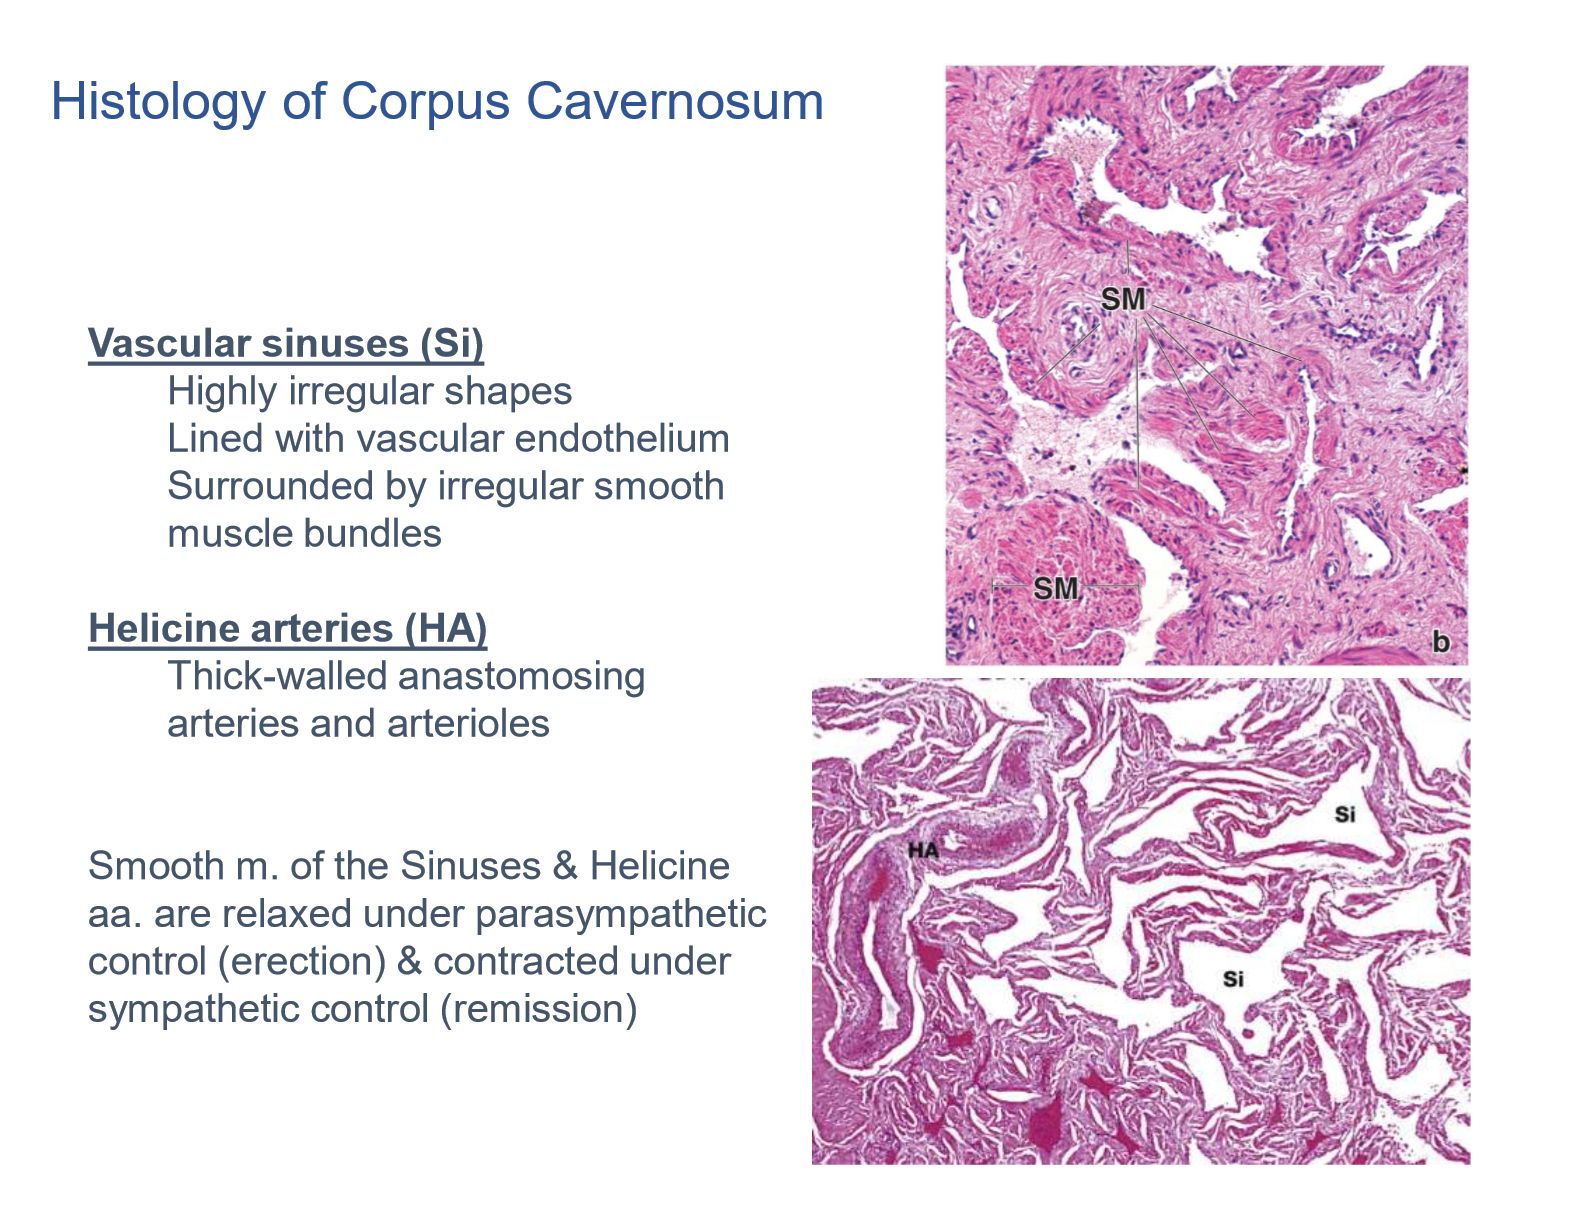 Histology of Corpus Cavernosum
Vascular sinuses (Si)
Highly irregular shapes
Lined with vascular endothelium
Surrounded by irregular smooth
muscle bundles
Helicine arteries (HA)
Thick-walled anastomosing
arteries and arterioles
Smooth m. of the Sinuses & Helicine
aa. are relaxed under parasympathetic
control (erection) & contracted under
sympathetic control (remission)
SM
SM
b
Si
HA
Si